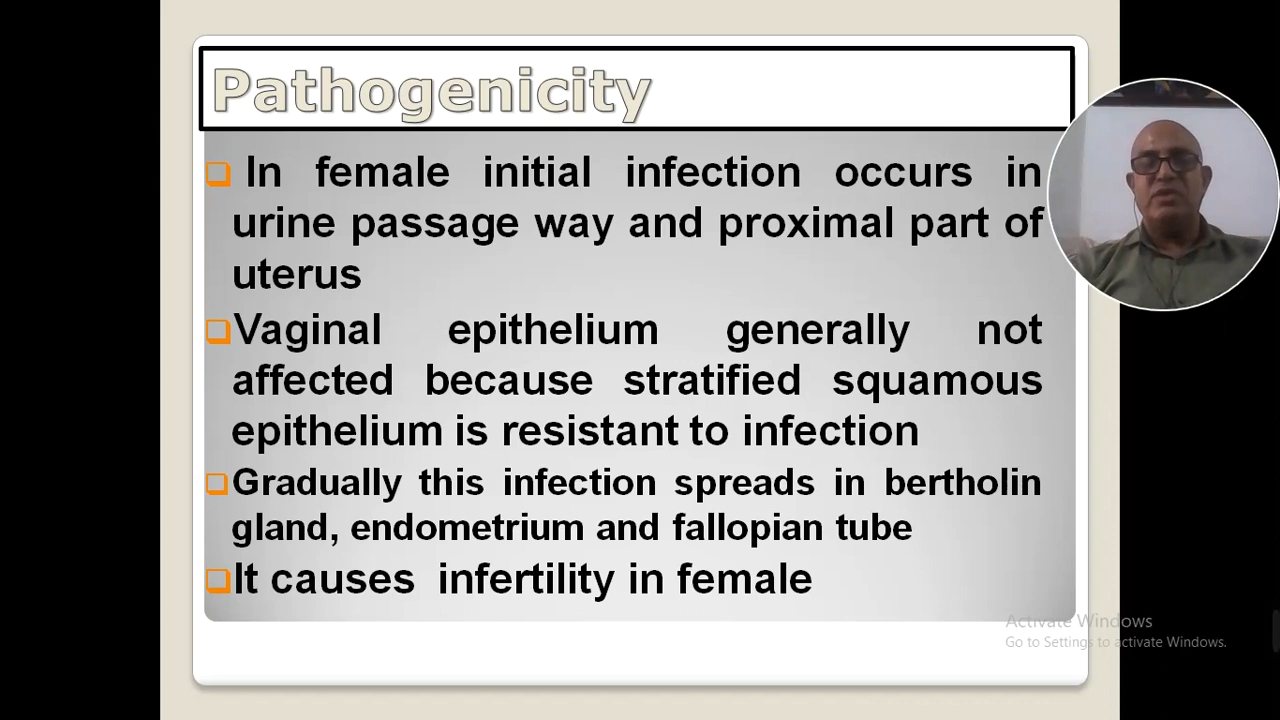 Pathogenicity
In female initial infection occurs in
urine passage way and proximal part of
uterus
Vaginal epithelium generally not
affected because stratified squamous
epithelium is resistant to infection
Gradually this infection spreads in bertholin
gland, endometrium and fallopian tube
It causes infertility in female
Activate Windows
Go to Settings to activate Windows.